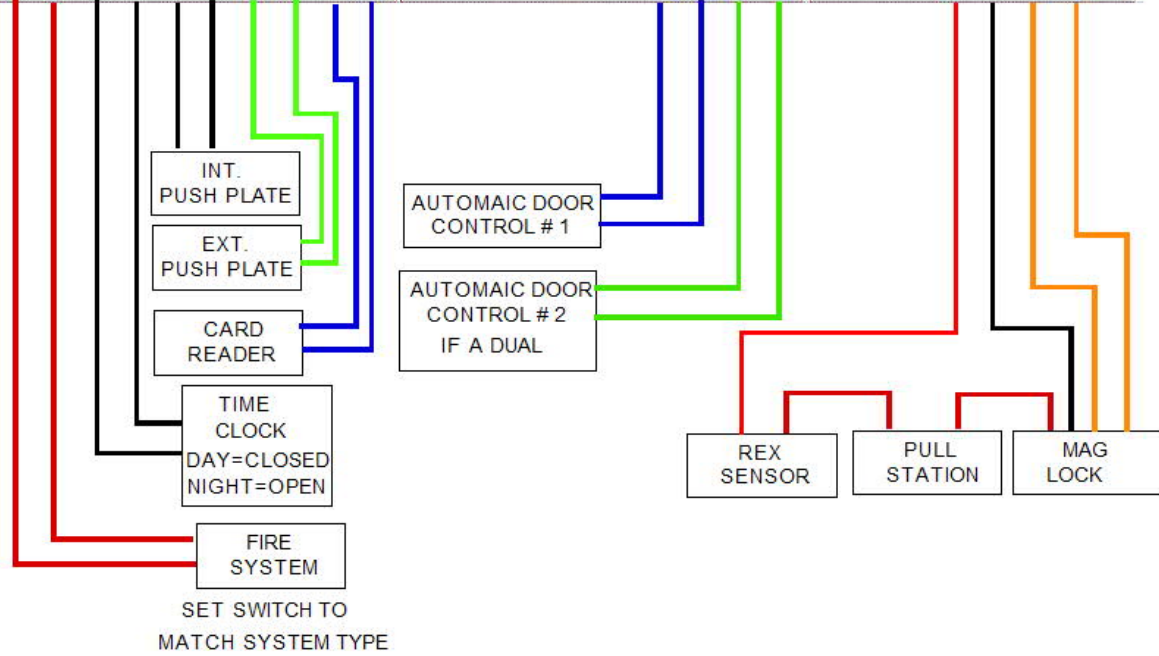 INT.
PUSH PLATE
EXT.
PUSH PLATE
CARD
READER
TIME
CLOCK
DAY=CLOSED
NIGHT=OPEN
FIRE
SYSTEM
SET SWITCH TO
MATCH SYSTEM TYPE
AUTOMAIC DOOR
CONTROL # 1
AUTOMAIC DOOR
CONTROL # 2
IF A DUAL
REX
SENSOR
PULL
STATION
MAG
LOCK